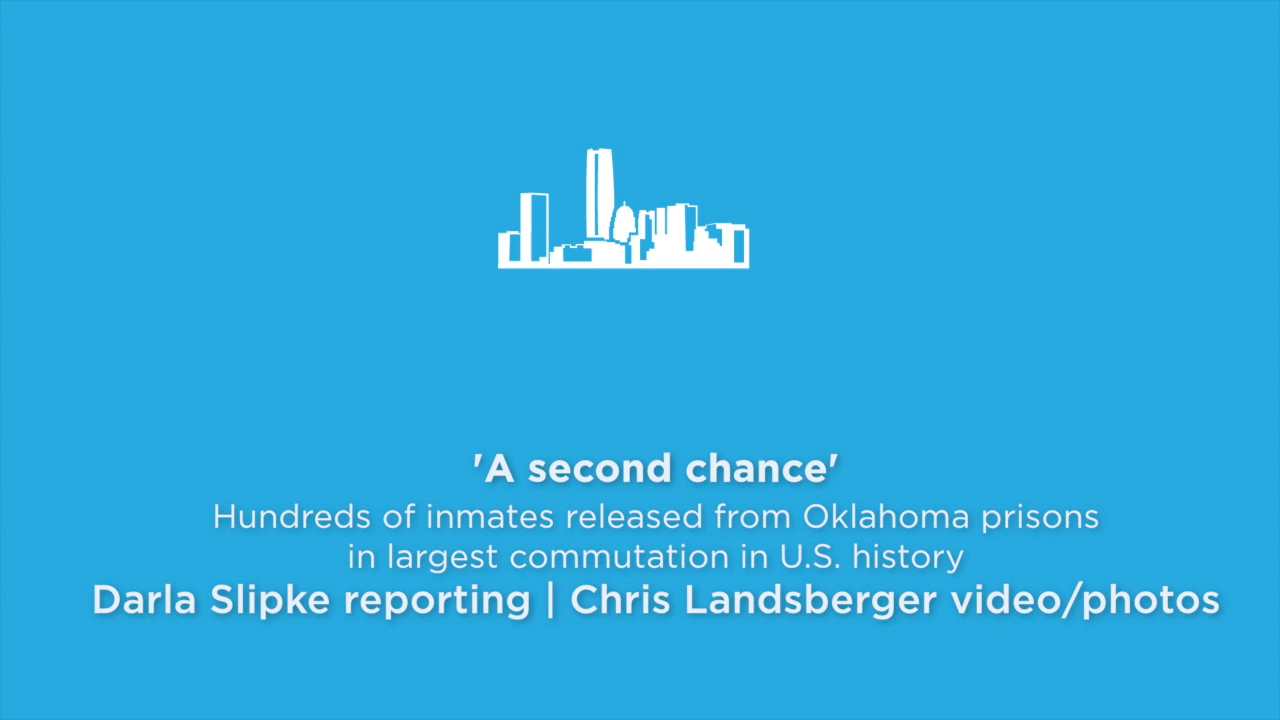 'A second chance'
Hundreds of inmates released from Oklahoma prisons
in largest commutation in U.S. history
Darla Slipke reporting | Chris Landsberger video/photos